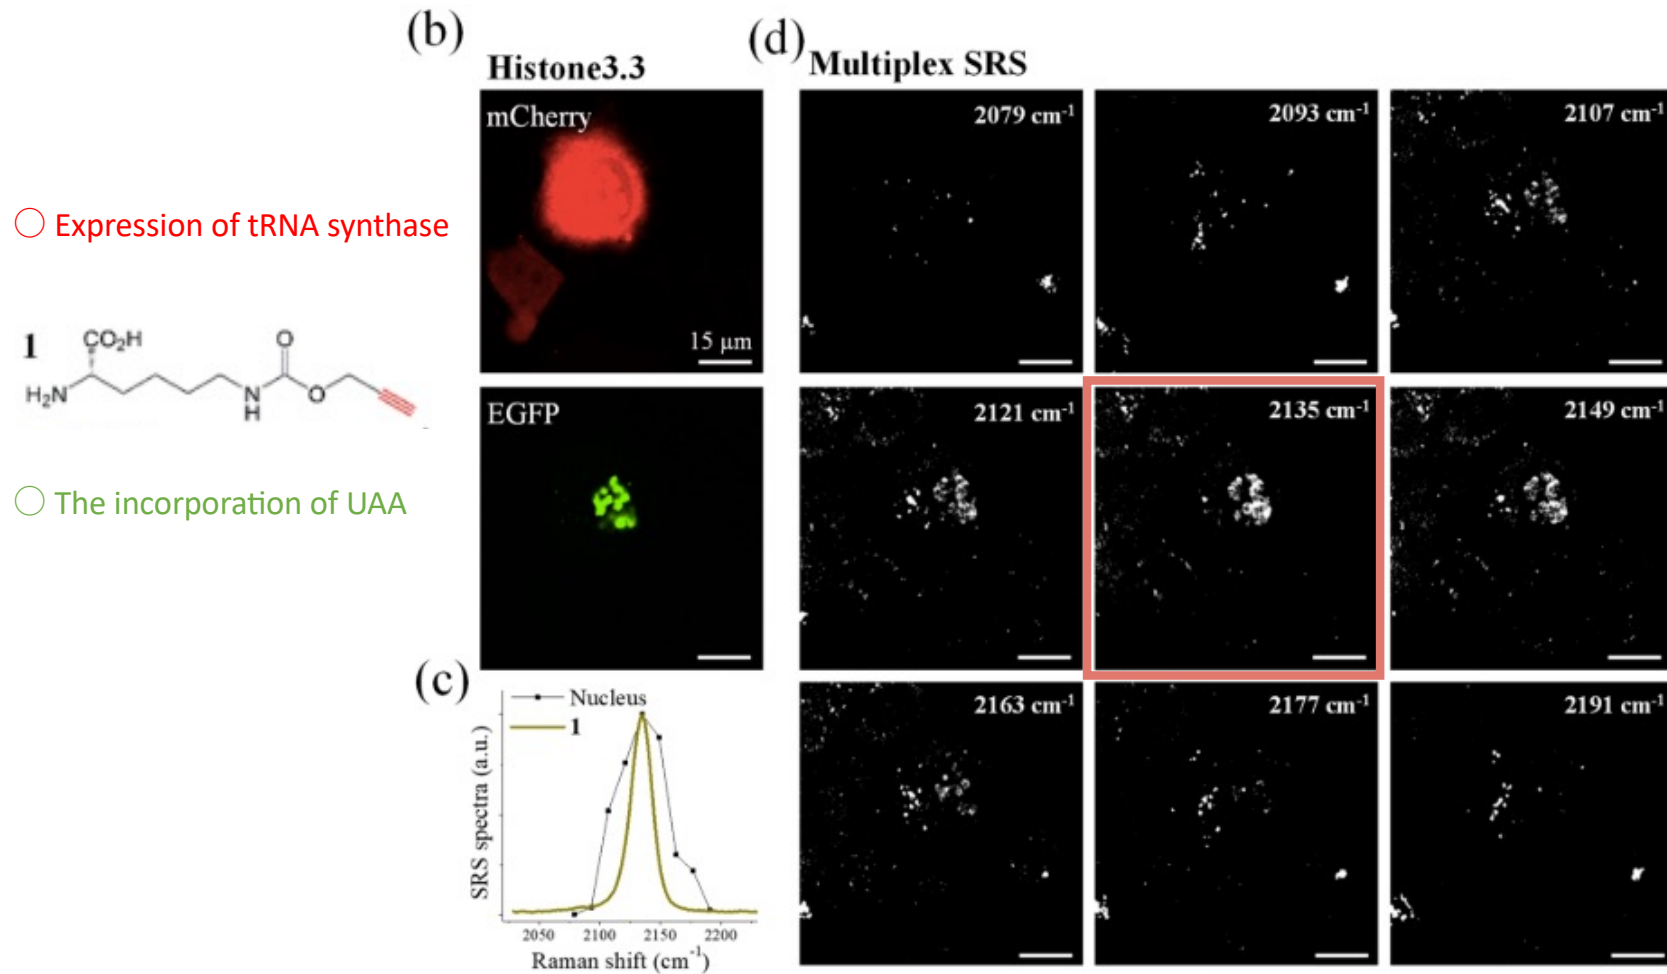 (b)
Histone3.3
mCherry
15 μm
EGFP
○ Expression of tRNA synthase
1
CO₂H
H₂N
N
H
O
O
○ The incorporation of UAA
(c)
Nucleus
1
SRS spectra (a.u.)
2050 2100 2150 2200
Raman shift (cm⁻¹)
(d)
Multiplex SRS
2079 cm⁻¹
2093 cm⁻¹
2107 cm⁻¹
2121 cm⁻¹
2135 cm⁻¹
2149 cm⁻¹
2163 cm⁻¹
2177 cm⁻¹
2191 cm⁻¹